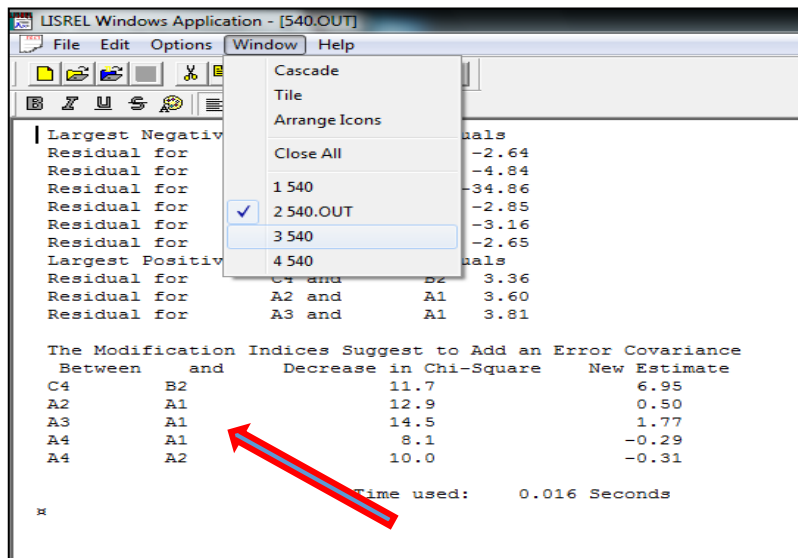 LISREL Windows Application - [540.OUT]
File Edit Options Window Help
Cascade
Tile
Arrange Icons
Close All
1 540
2 540.OUT
3 540
4 540
B I U S
Largest Negativ uals
Residual for -2.64
Residual for -4.84
Residual for -34.86
Residual for -2.85
Residual for -3.16
Residual for -2.65
Largest Positiv uals
Residual for C4 and B2 3.36
Residual for A2 and A1 3.60
Residual for A3 and A1 3.81
The Modification Indices Suggest to Add an Error Covariance
Between and Decrease in Chi-Square New Estimate
C4 B2 11.7 6.95
A2 A1 12.9 0.50
A3 A1 14.5 1.77
A4 A1 8.1 -0.29
A4 A2 10.0 -0.31
Time used: 0.016 Seconds